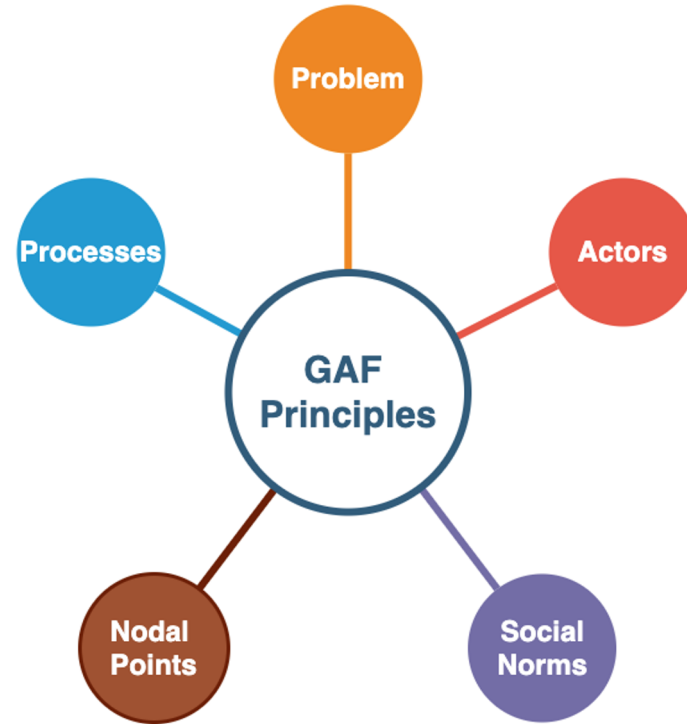 Problem
Processes
Actors
GAF
Principles
Nodal
Points
Social
Norms